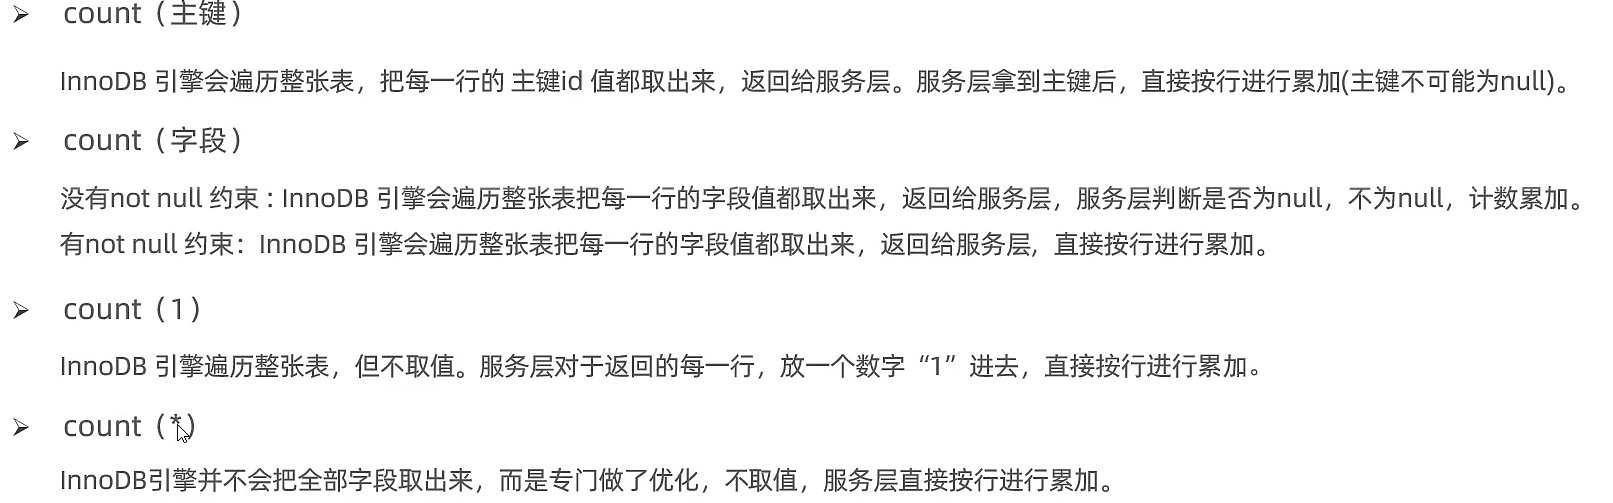 ➢ count（主键）
InnoDB 引擎会遍历整张表，把每一行的 主键id 值都取出来，返回给服务层。服务层拿到主键后，直接按行进行累加(主键不可能为null)。
➢ count（字段）
没有not null 约束 : InnoDB 引擎会遍历整张表把每一行的字段值都取出来，返回给服务层，服务层判断是否为null，不为null，计数累加。
有not null 约束：InnoDB 引擎会遍历整张表把每一行的字段值都取出来，返回给服务层，直接按行进行累加。
➢ count（1）
InnoDB 引擎遍历整张表，但不取值。服务层对于返回的每一行，放一个数字“1”进去，直接按行进行累加。
➢ count（*）
InnoDB引擎并不会把全部字段取出来，而是专门做了优化，不取值，服务层直接按行进行累加。